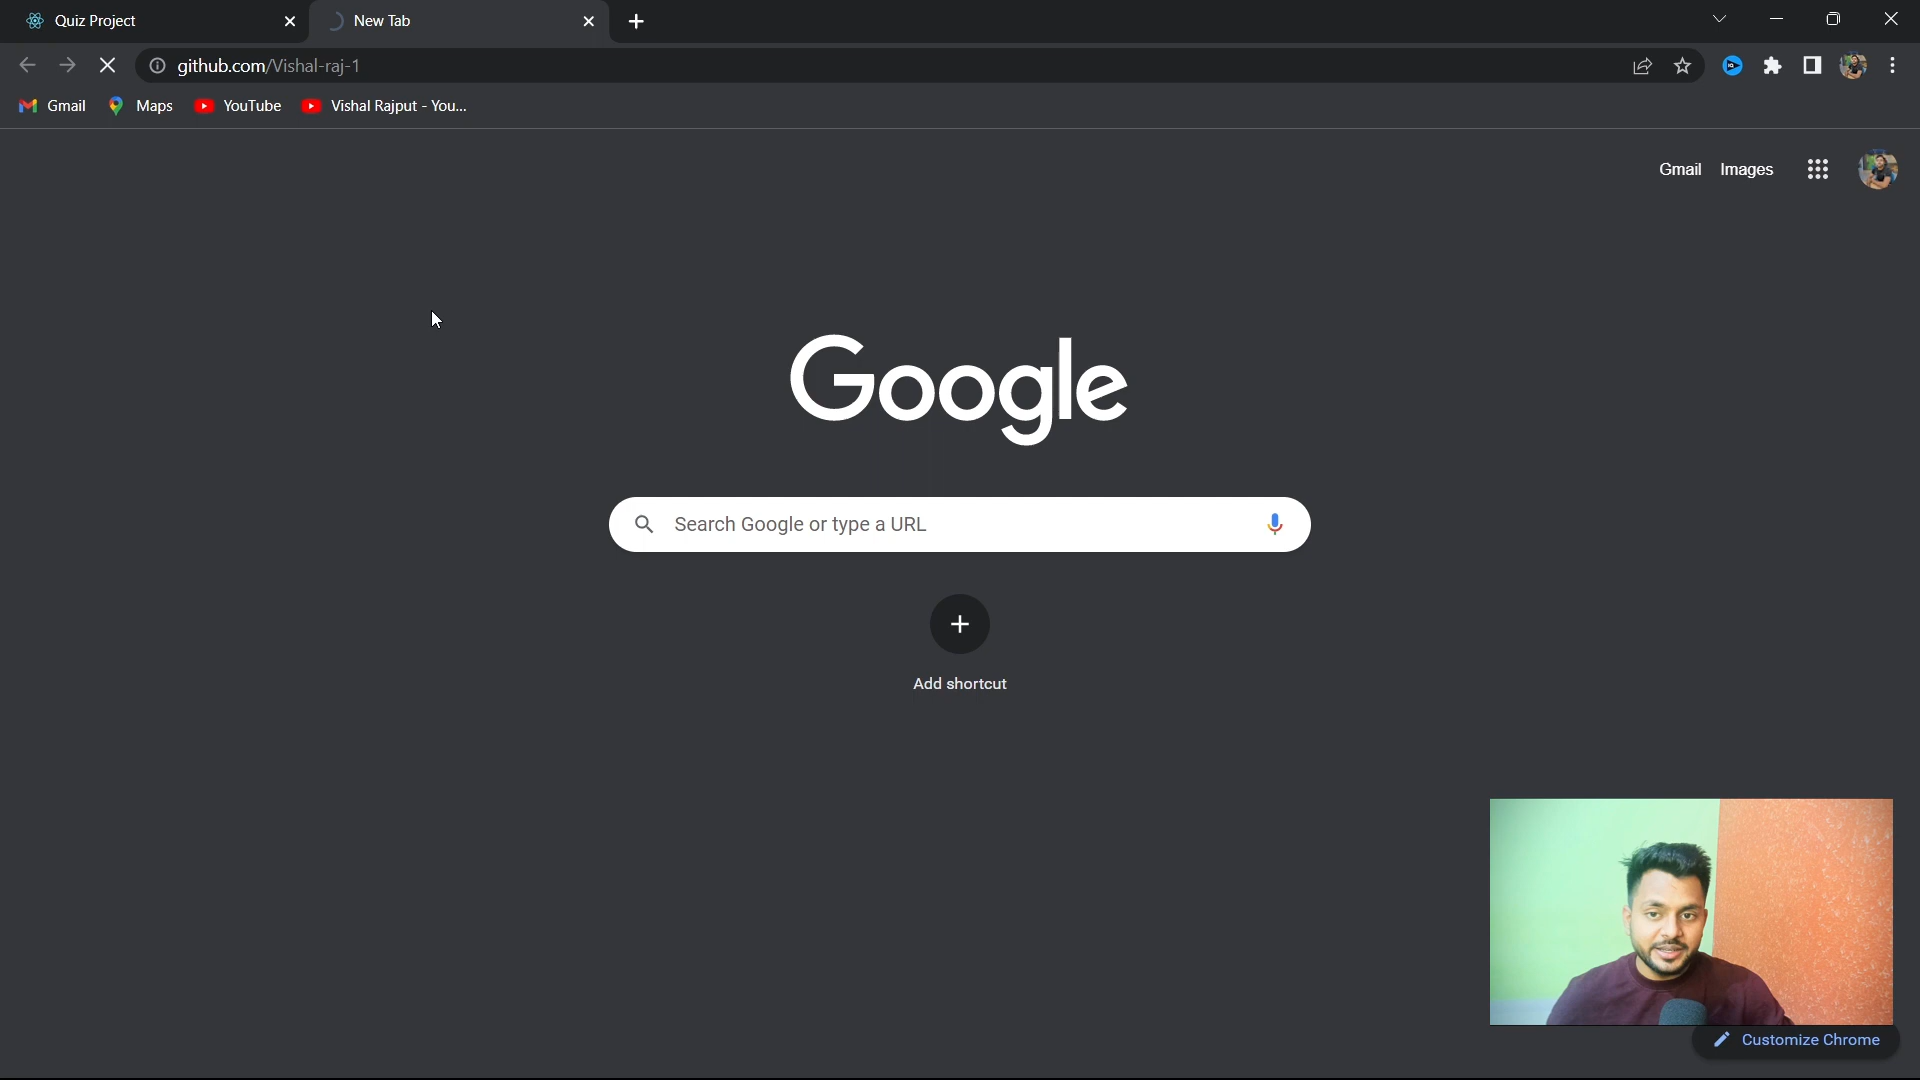 Quiz Project
New Tab
github.com/Vishal-raj-1
Gmail Maps YouTube Vishal Rajput - You...
Gmail Images
Google
Search Google or type a URL
Add shortcut
Customize Chrome